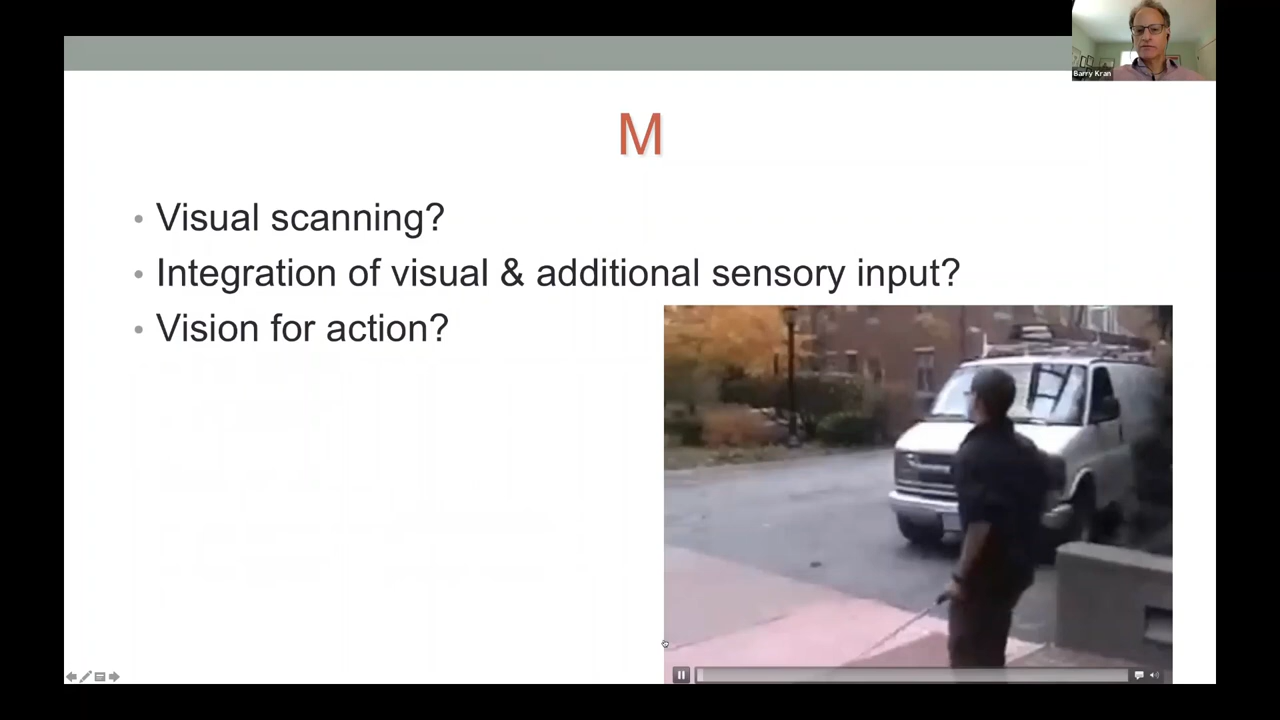 Barry Kran
M
• Visual scanning?
• Integration of visual & additional sensory input?
• Vision for action?